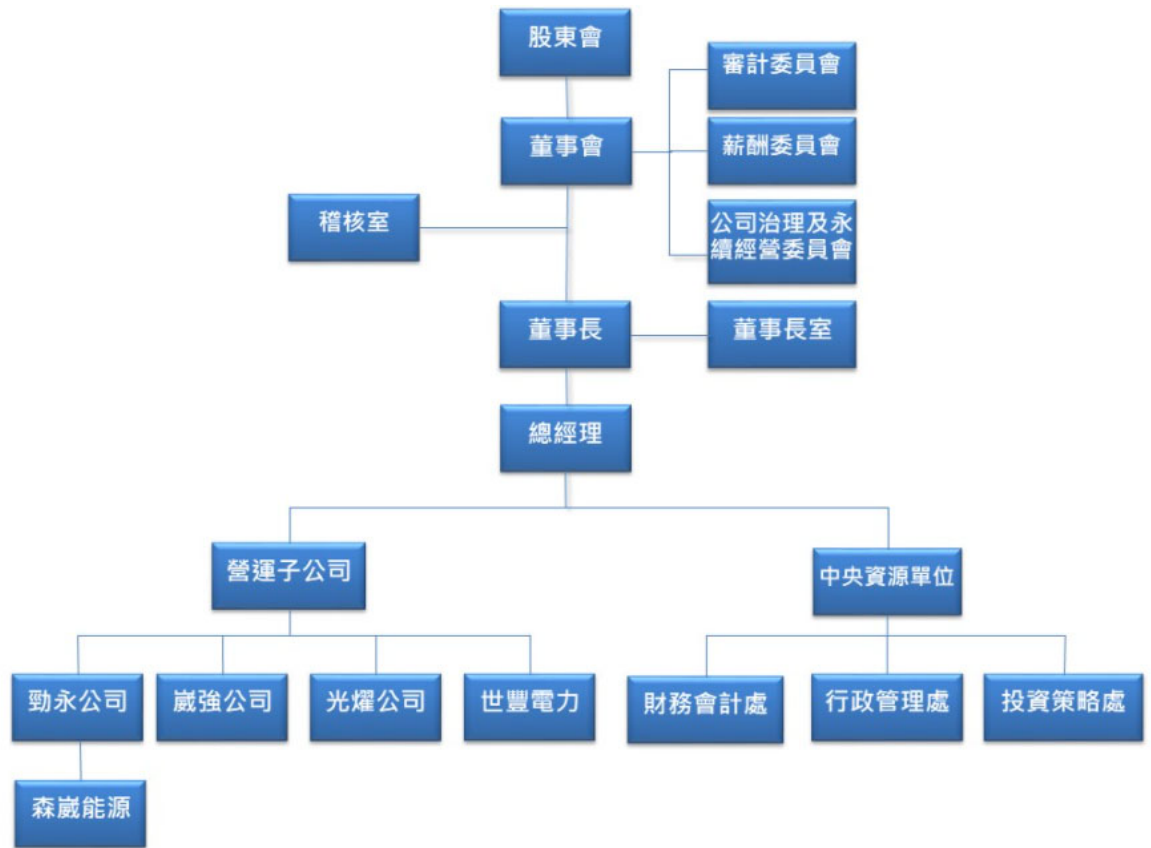 股東會
審計委員會
董事會
薪酬委員會
稽核室
公司治理及永
續經營委員會
董事長
董事長室
總經理
營運子公司
中央資源單位
勁永公司
崴強公司
光燿公司
世豐電力
財務會計處
行政管理處
投資策略處
森崴能源